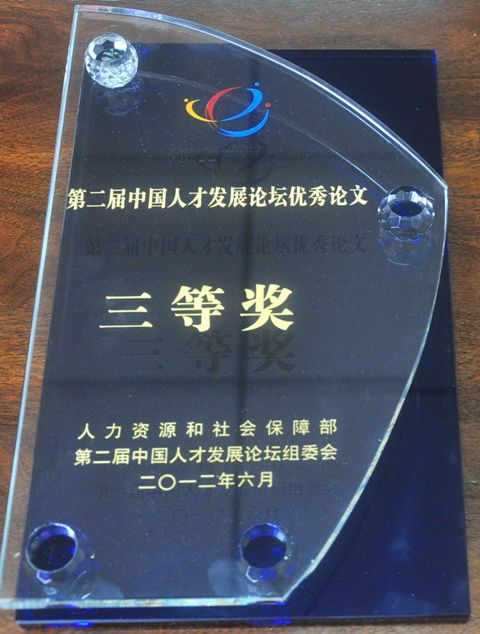 第二届中国人才发展论坛优秀论文
三等奖
人力资源和社会保障部
第二届中国人才发展论坛组委会
二〇一二年六月